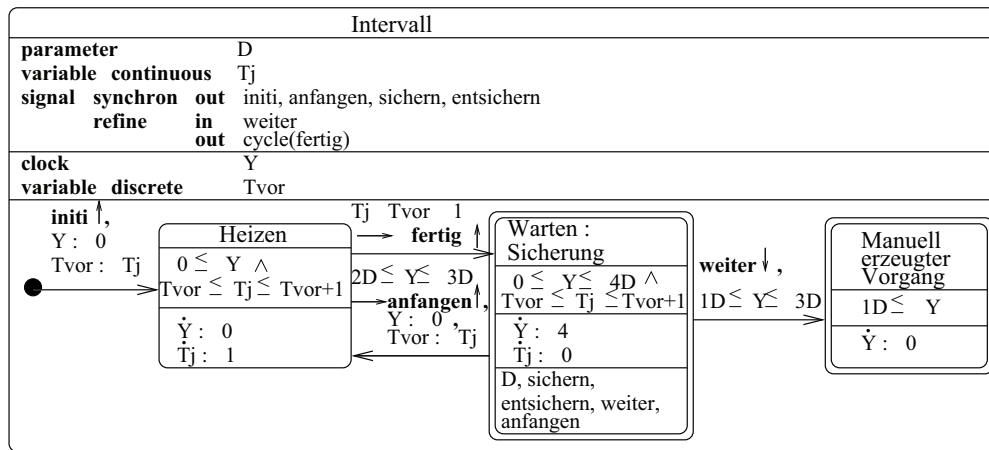 Intervall
parameter D
variable continuous Tj
signal synchron out initi, anfangen, sichern, entsichern
refine in weiter
out cycle(fertig)
clock Y
variable discrete Tvor
initi ↑,
Y : 0
Tvor : Tj
Heizen
0 ≤ Y ∧
Tvor ≤ Tj ≤ Tvor+1
Ẏ : 0
Ṫj : 1
Tj Tvor 1
→ fertig ↑
2D ≤ Y ≤ 3D
→ anfangen ↑,
Y : 0 ,
Tvor : Tj
Warten :
Sicherung
0 ≤ Y ≤ 4D ∧
Tvor ≤ Tj ≤ Tvor+1
Ẏ : 4
Ṫj : 0
D, sichern,
entsichern, weiter,
anfangen
weiter ↓ ,
1D ≤ Y ≤ 3D
Manuell
erzeugter
Vorgang
1D ≤ Y
Ẏ : 0